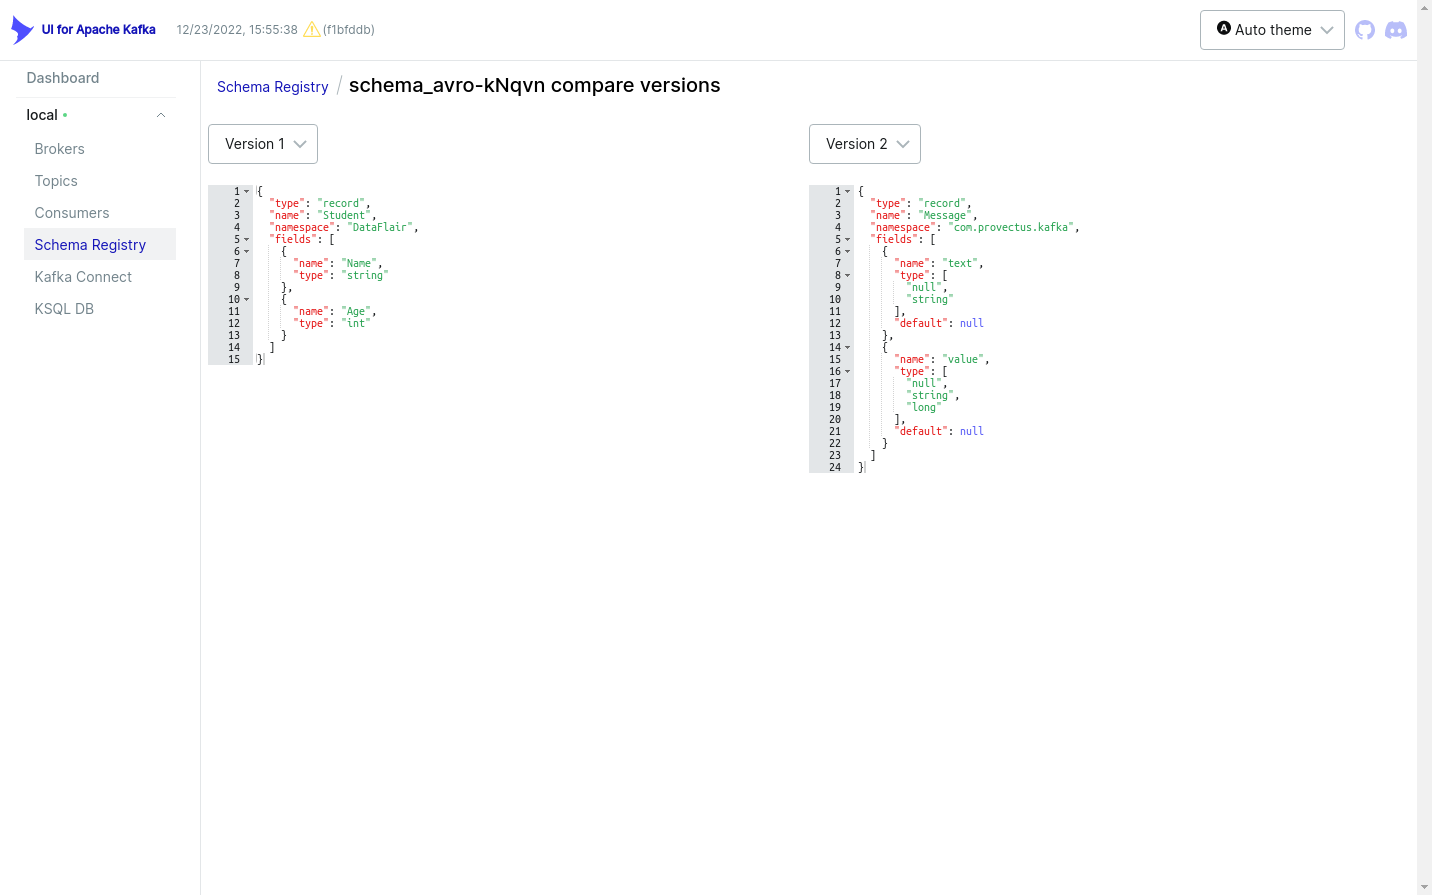 UI for Apache Kafka
12/23/2022, 15:55:38
(f1bfddb)
A Auto theme
Dashboard
local
Brokers
Topics
Consumers
Schema Registry
Kafka Connect
KSQL DB
Schema Registry / schema_avro-kNqvn compare versions
Version 1
1 {
2 "type": "record",
3 "name": "Student",
4 "namespace": "DataFlair",
5 "fields": [
6 {
7 "name": "Name",
8 "type": "string"
9 },
10 {
11 "name": "Age",
12 "type": "int"
13 }
14 ]
15 }
Version 2
1 {
2 "type": "record",
3 "name": "Message",
4 "namespace": "com.provectus.kafka",
5 "fields": [
6 {
7 "name": "text",
8 "type": [
9 "null",
10 "string"
11 ],
12 "default": null
13 },
14 {
15 "name": "value",
16 "type": [
17 "null",
18 "string",
19 "long"
20 ],
21 "default": null
22 }
23 ]
24 }